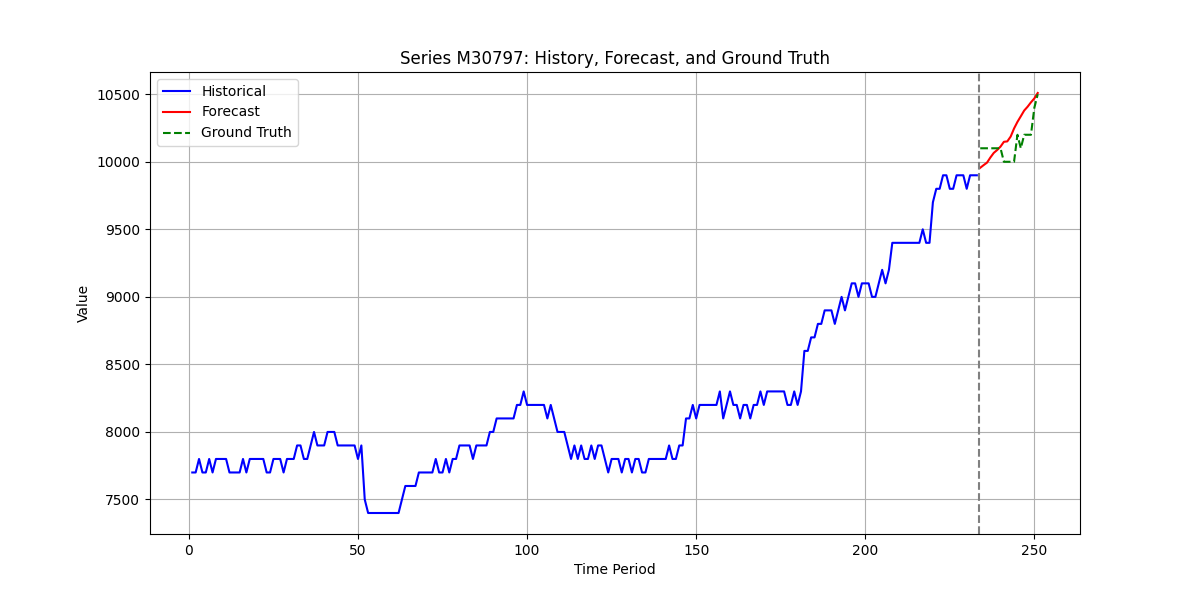 Series M30797: History, Forecast, and Ground Truth
Historical
Forecast
Ground Truth
10500
10000
9500
9000
8500
8000
7500
Value
0 50 100 150 200 250
Time Period